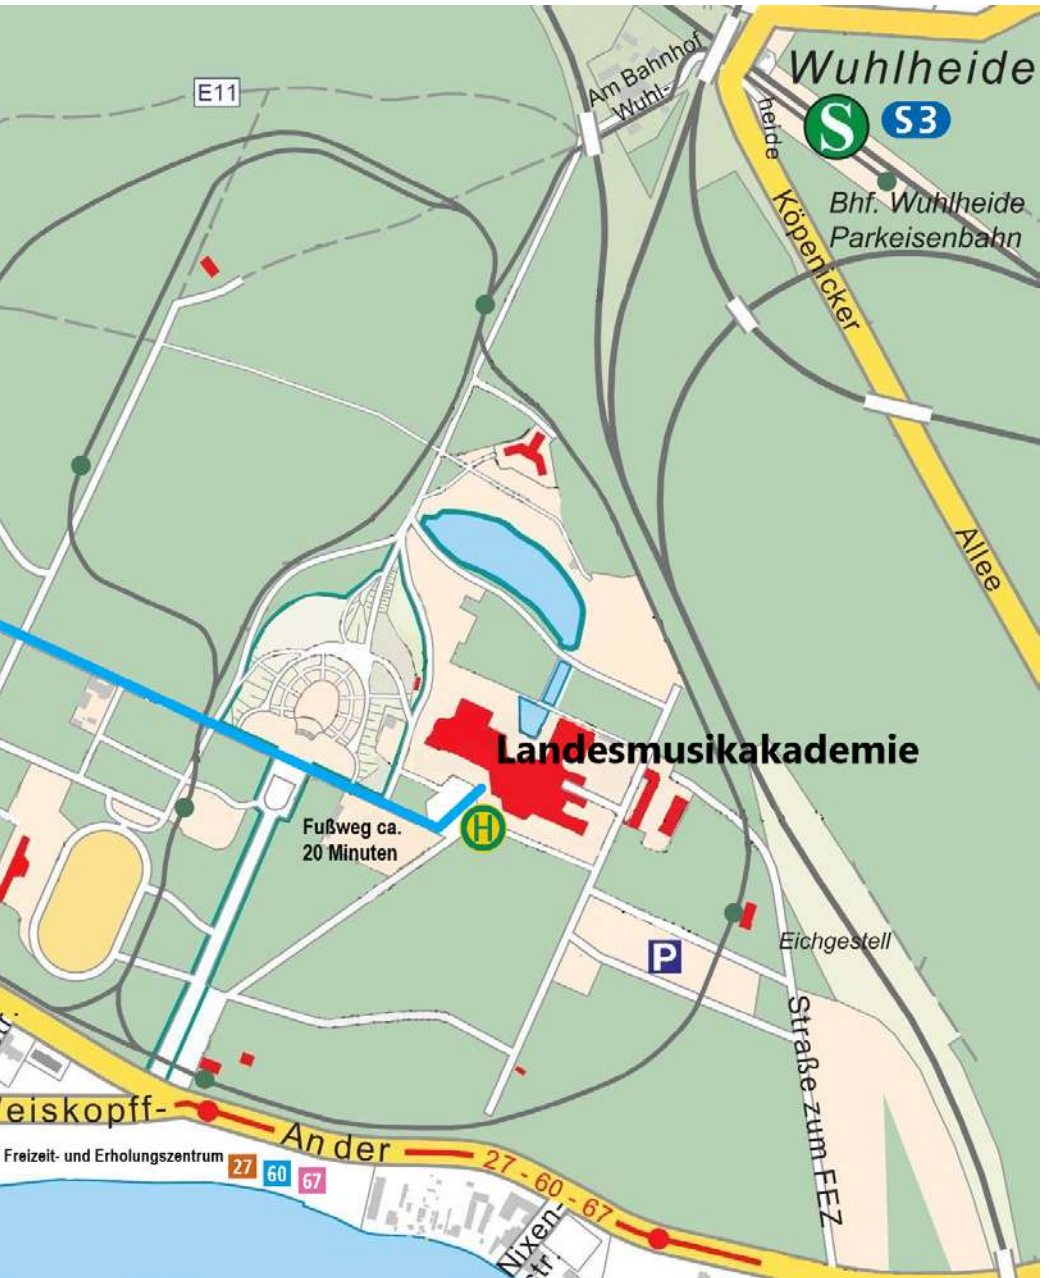 Wuhlheide
S S3
Am Bahnhof
Wuhl-
heide
E11
Bhf. Wuhlheide
Parkeisenbahn
Köpenicker
Allee
Landesmusikakademie
H
Fußweg ca.
20 Minuten
P
Eichgestell
Straße zum FEZ
eiskopff-
An der
27 - 60 - 67
Freizeit- und Erholungszentrum 27 60 67
Nixen-
str.